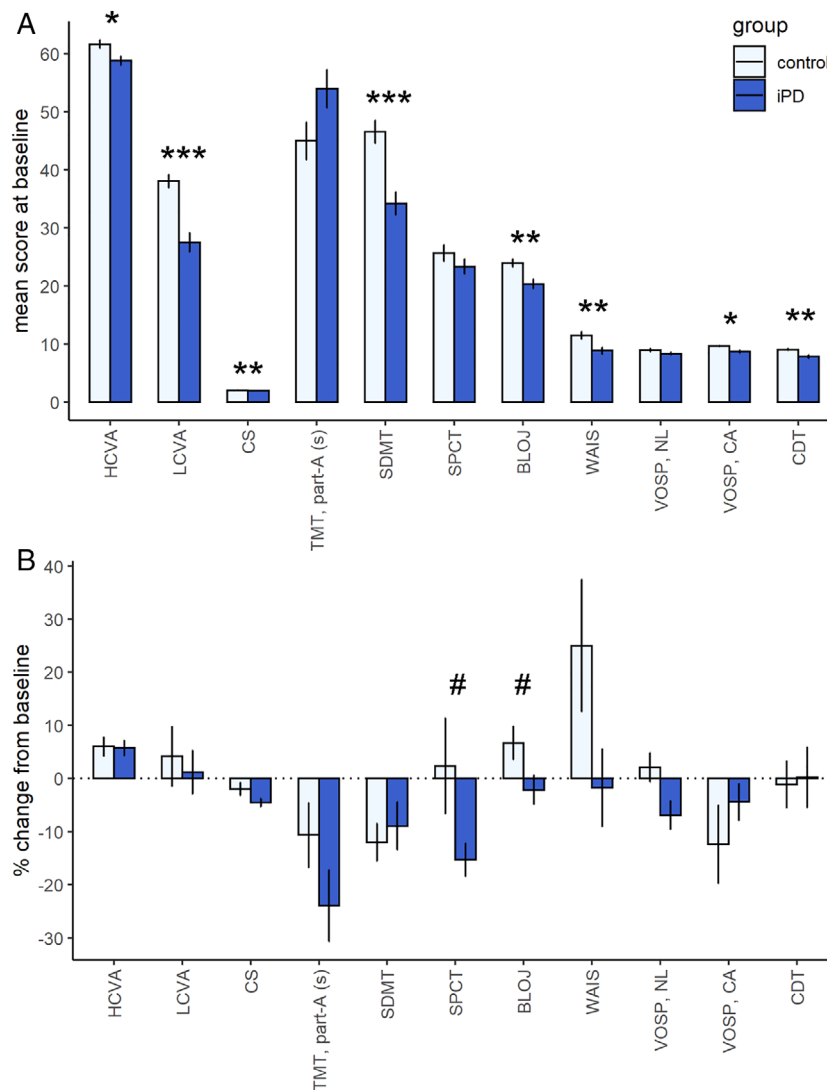 A
group
control
iPD
mean score at baseline
60
50
40
30
20
10
0
*
***
**
***
**
**
*
**
HCVA
LCVA
CS
TMT, part-A (s)
SDMT
SPCT
BLOJ
WAIS
VOSP, NL
VOSP, CA
CDT
B
% change from baseline
40
30
20
10
0
-10
-20
-30
#
#
HCVA
LCVA
CS
TMT, part-A (s)
SDMT
SPCT
BLOJ
WAIS
VOSP, NL
VOSP, CA
CDT